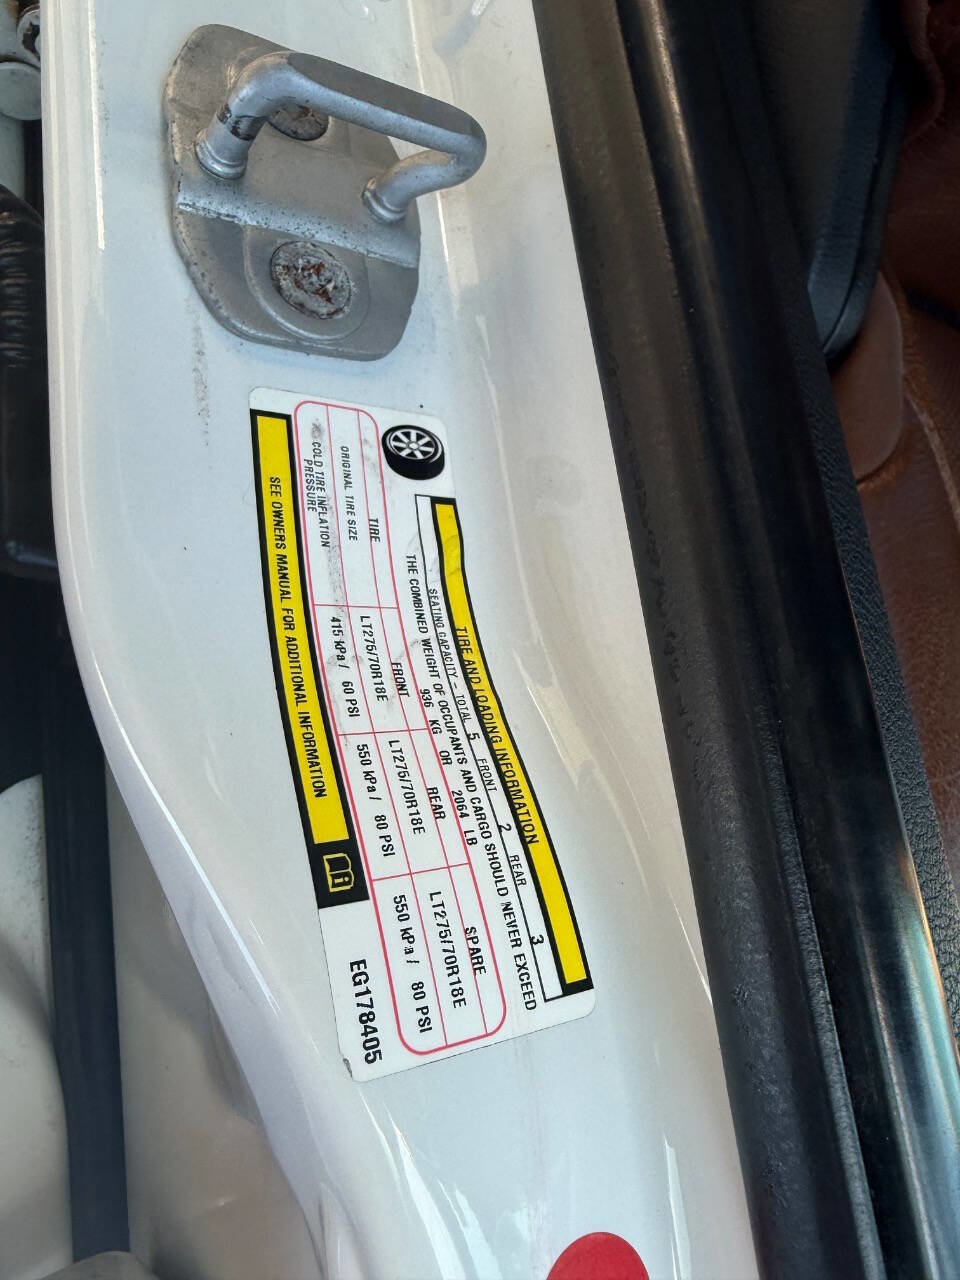 TIRE AND LOADING INFORMATION
SEATING CAPACITY - TOTAL 5 FRONT 2 REAR 3
THE COMBINED WEIGHT OF OCCUPANTS AND CARGO SHOULD NEVER EXCEED
936 KG OR 2064 LB
TIRE FRONT REAR SPARE
ORIGINAL TIRE SIZE LT275/70R18E LT275/70R18E LT275/70R18E
COLD TIRE INFLATION PRESSURE 415 kPa / 60 PSI 550 kPa / 80 PSI 550 kPa / 80 PSI
SEE OWNERS MANUAL FOR ADDITIONAL INFORMATION
EG178405